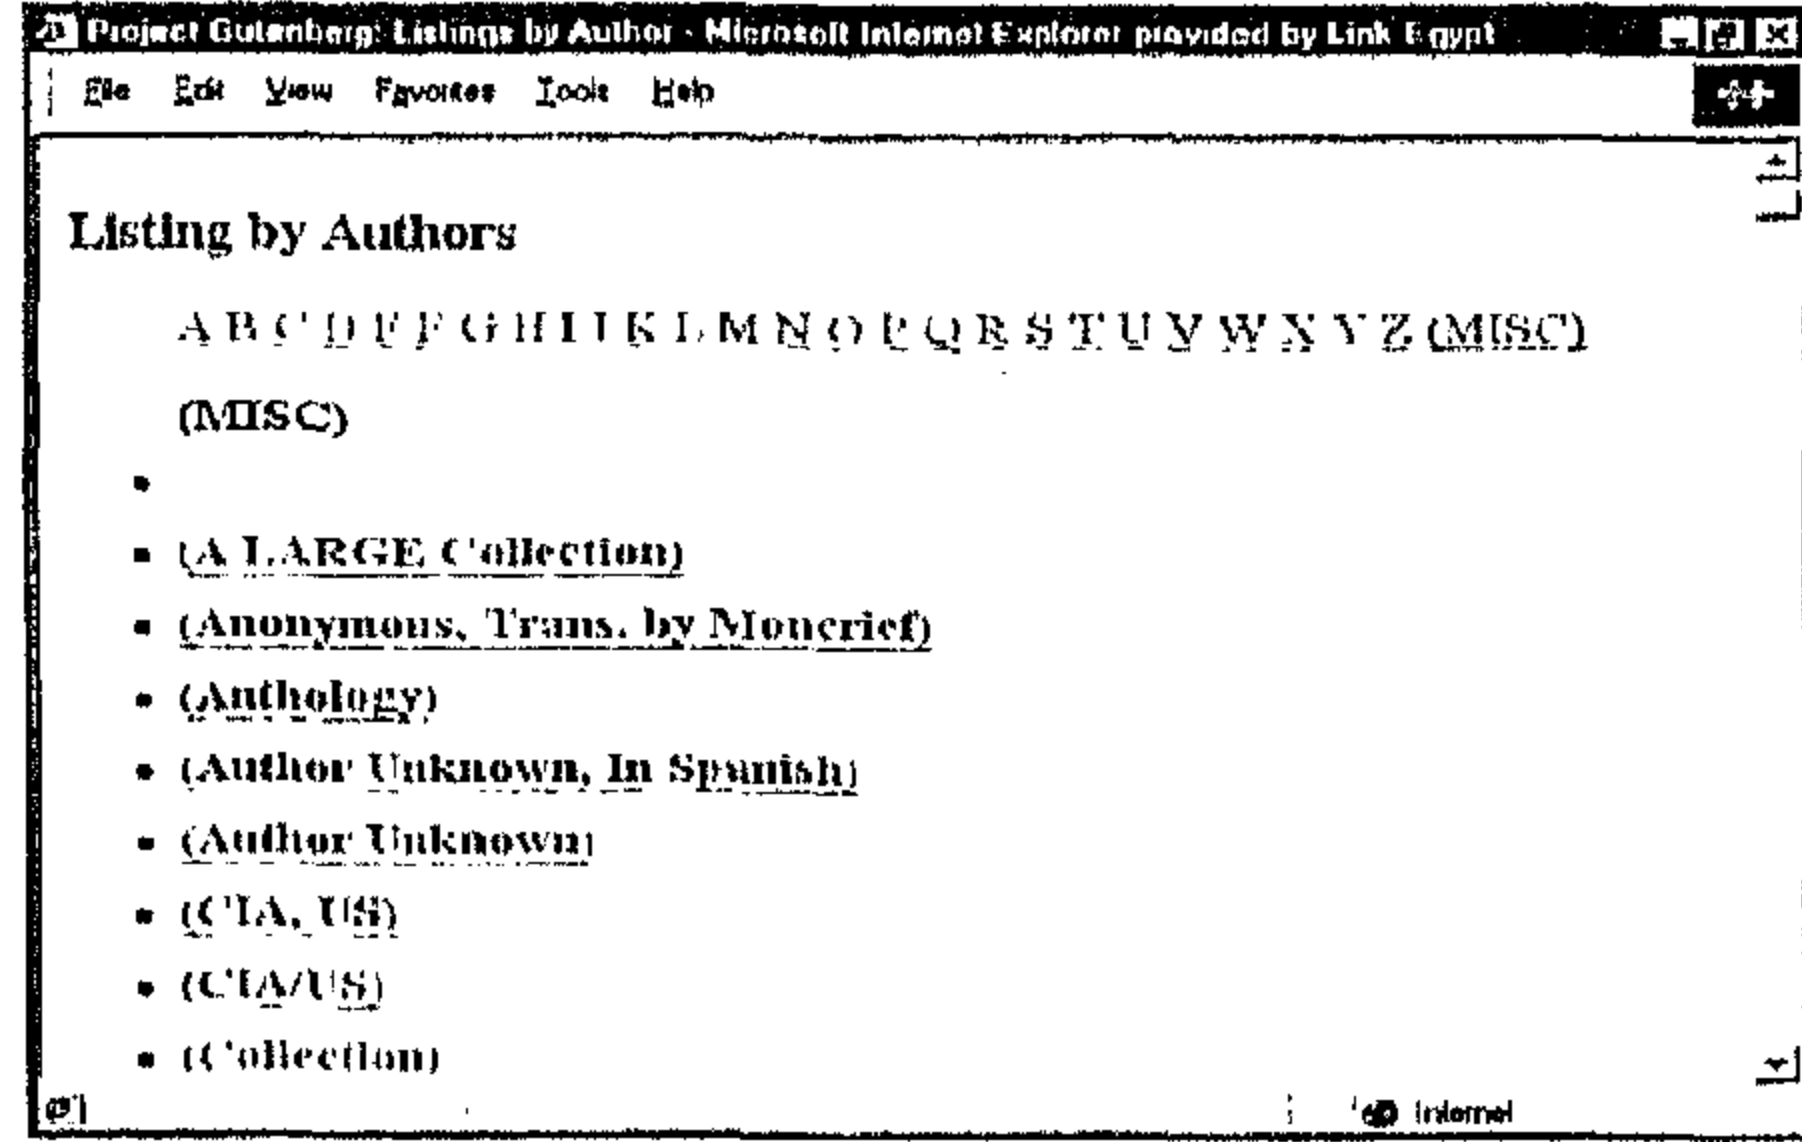 Project Gutenberg: Listings by Author - Microsoft Internet Explorer provided by Link Egypt
File Edit View Favorites Tools Help
Listing by Authors
A B C D E F G H I J K L M N O P Q R S T U V W X Y Z (MISC)
(MISC)
(A LARGE Collection)
(Anonymous, Trans. by Moncrief)
(Anthology)
(Author Unknown, In Spanish)
(Author Unknown)
(CIA, US)
(CIA/US)
(Collection)
Internet